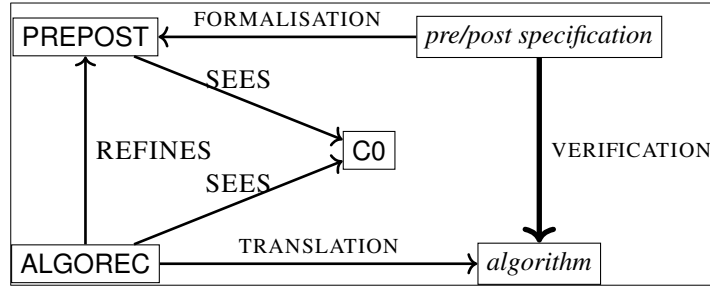 FORMALISATION
PREPOST
pre/post specification
SEES
REFINES
C0
VERIFICATION
SEES
TRANSLATION
ALGOREC
algorithm